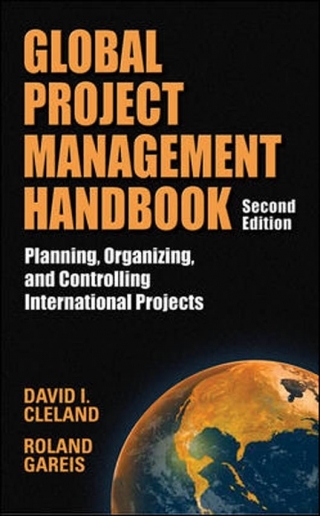 GLOBAL
PROJECT
MANAGEMENT
HANDBOOK Second
Edition
Planning, Organizing,
and Controlling
International Projects
DAVID I.
CLELAND
ROLAND
GAREIS